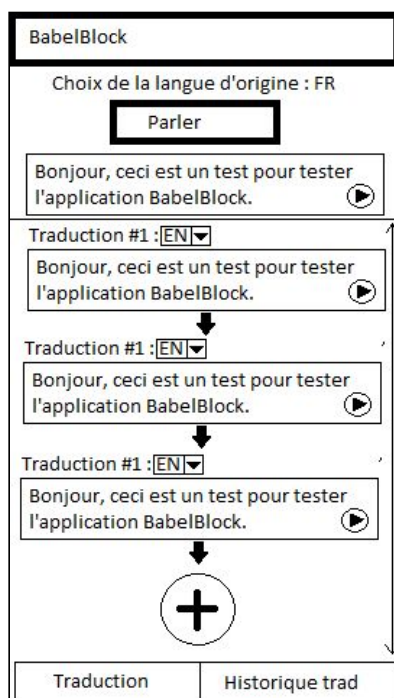 BabelBlock
Choix de la langue d'origine : FR
Parler
Bonjour, ceci est un test pour tester
l'application BabelBlock.
Traduction #1 : EN
Bonjour, ceci est un test pour tester
l'application BabelBlock.
Traduction #1 : EN
Bonjour, ceci est un test pour tester
l'application BabelBlock.
Traduction #1 : EN
Bonjour, ceci est un test pour tester
l'application BabelBlock.
Traduction
Historique trad